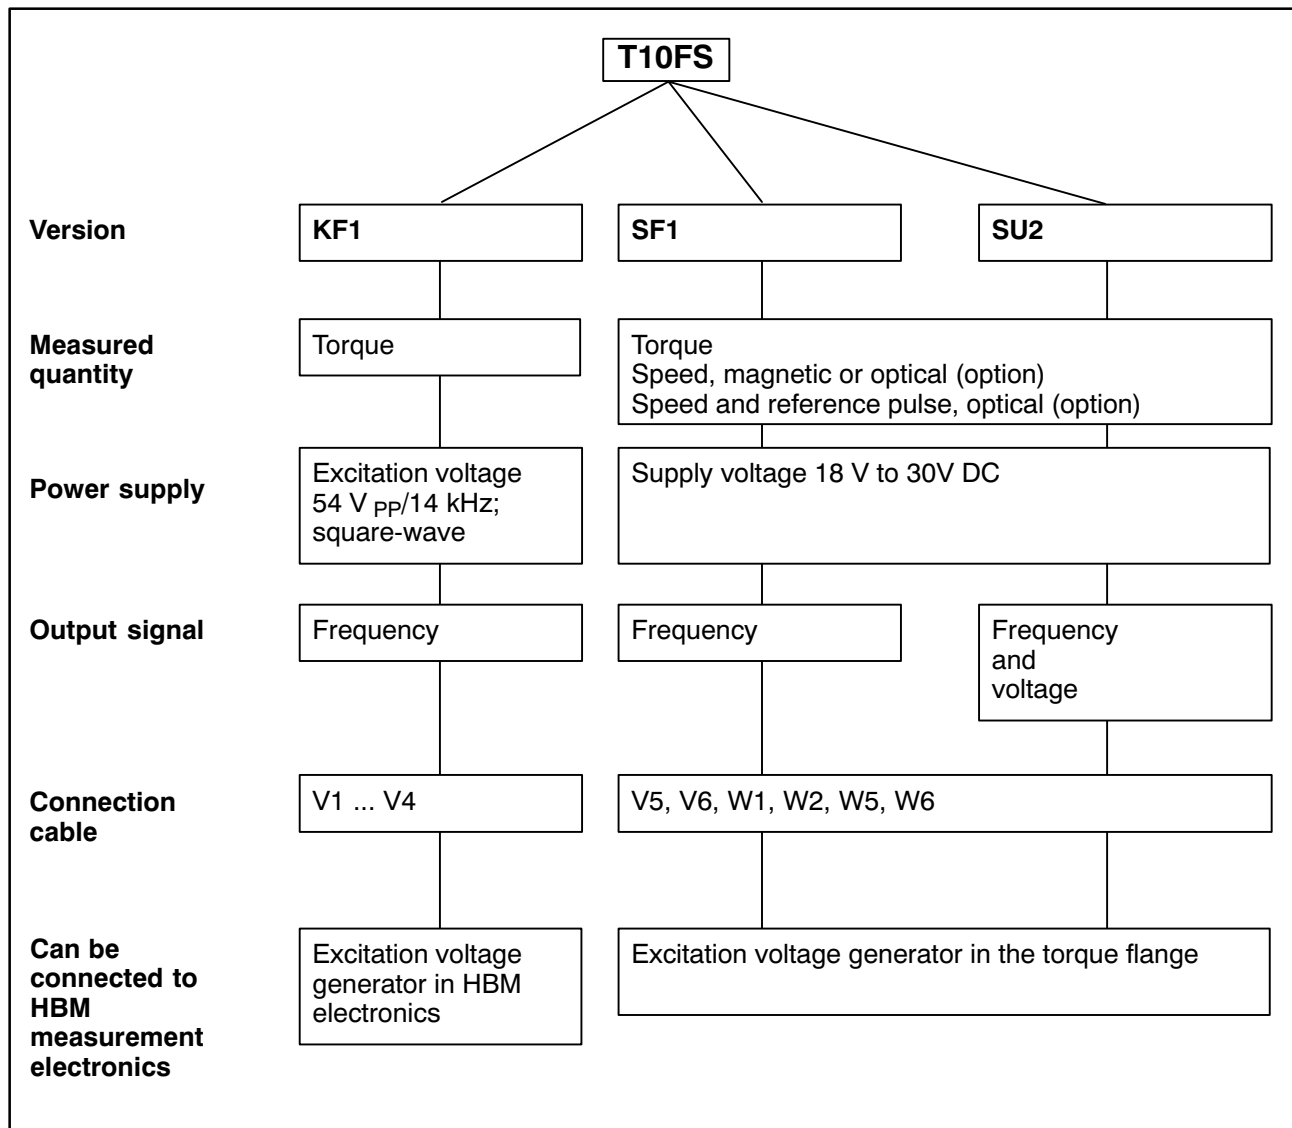 T10FS
Version
KF1
SF1
SU2
Measured
quantity
Torque
Torque
Speed, magnetic or optical (option)
Speed and reference pulse, optical (option)
Power supply
Excitation voltage
54 V PP/14 kHz;
square-wave
Supply voltage 18 V to 30V DC
Output signal
Frequency
Frequency
Frequency
and
voltage
Connection
cable
V1 ... V4
V5, V6, W1, W2, W5, W6
Can be
connected to
HBM
measurement
electronics
Excitation voltage
generator in HBM
electronics
Excitation voltage generator in the torque flange